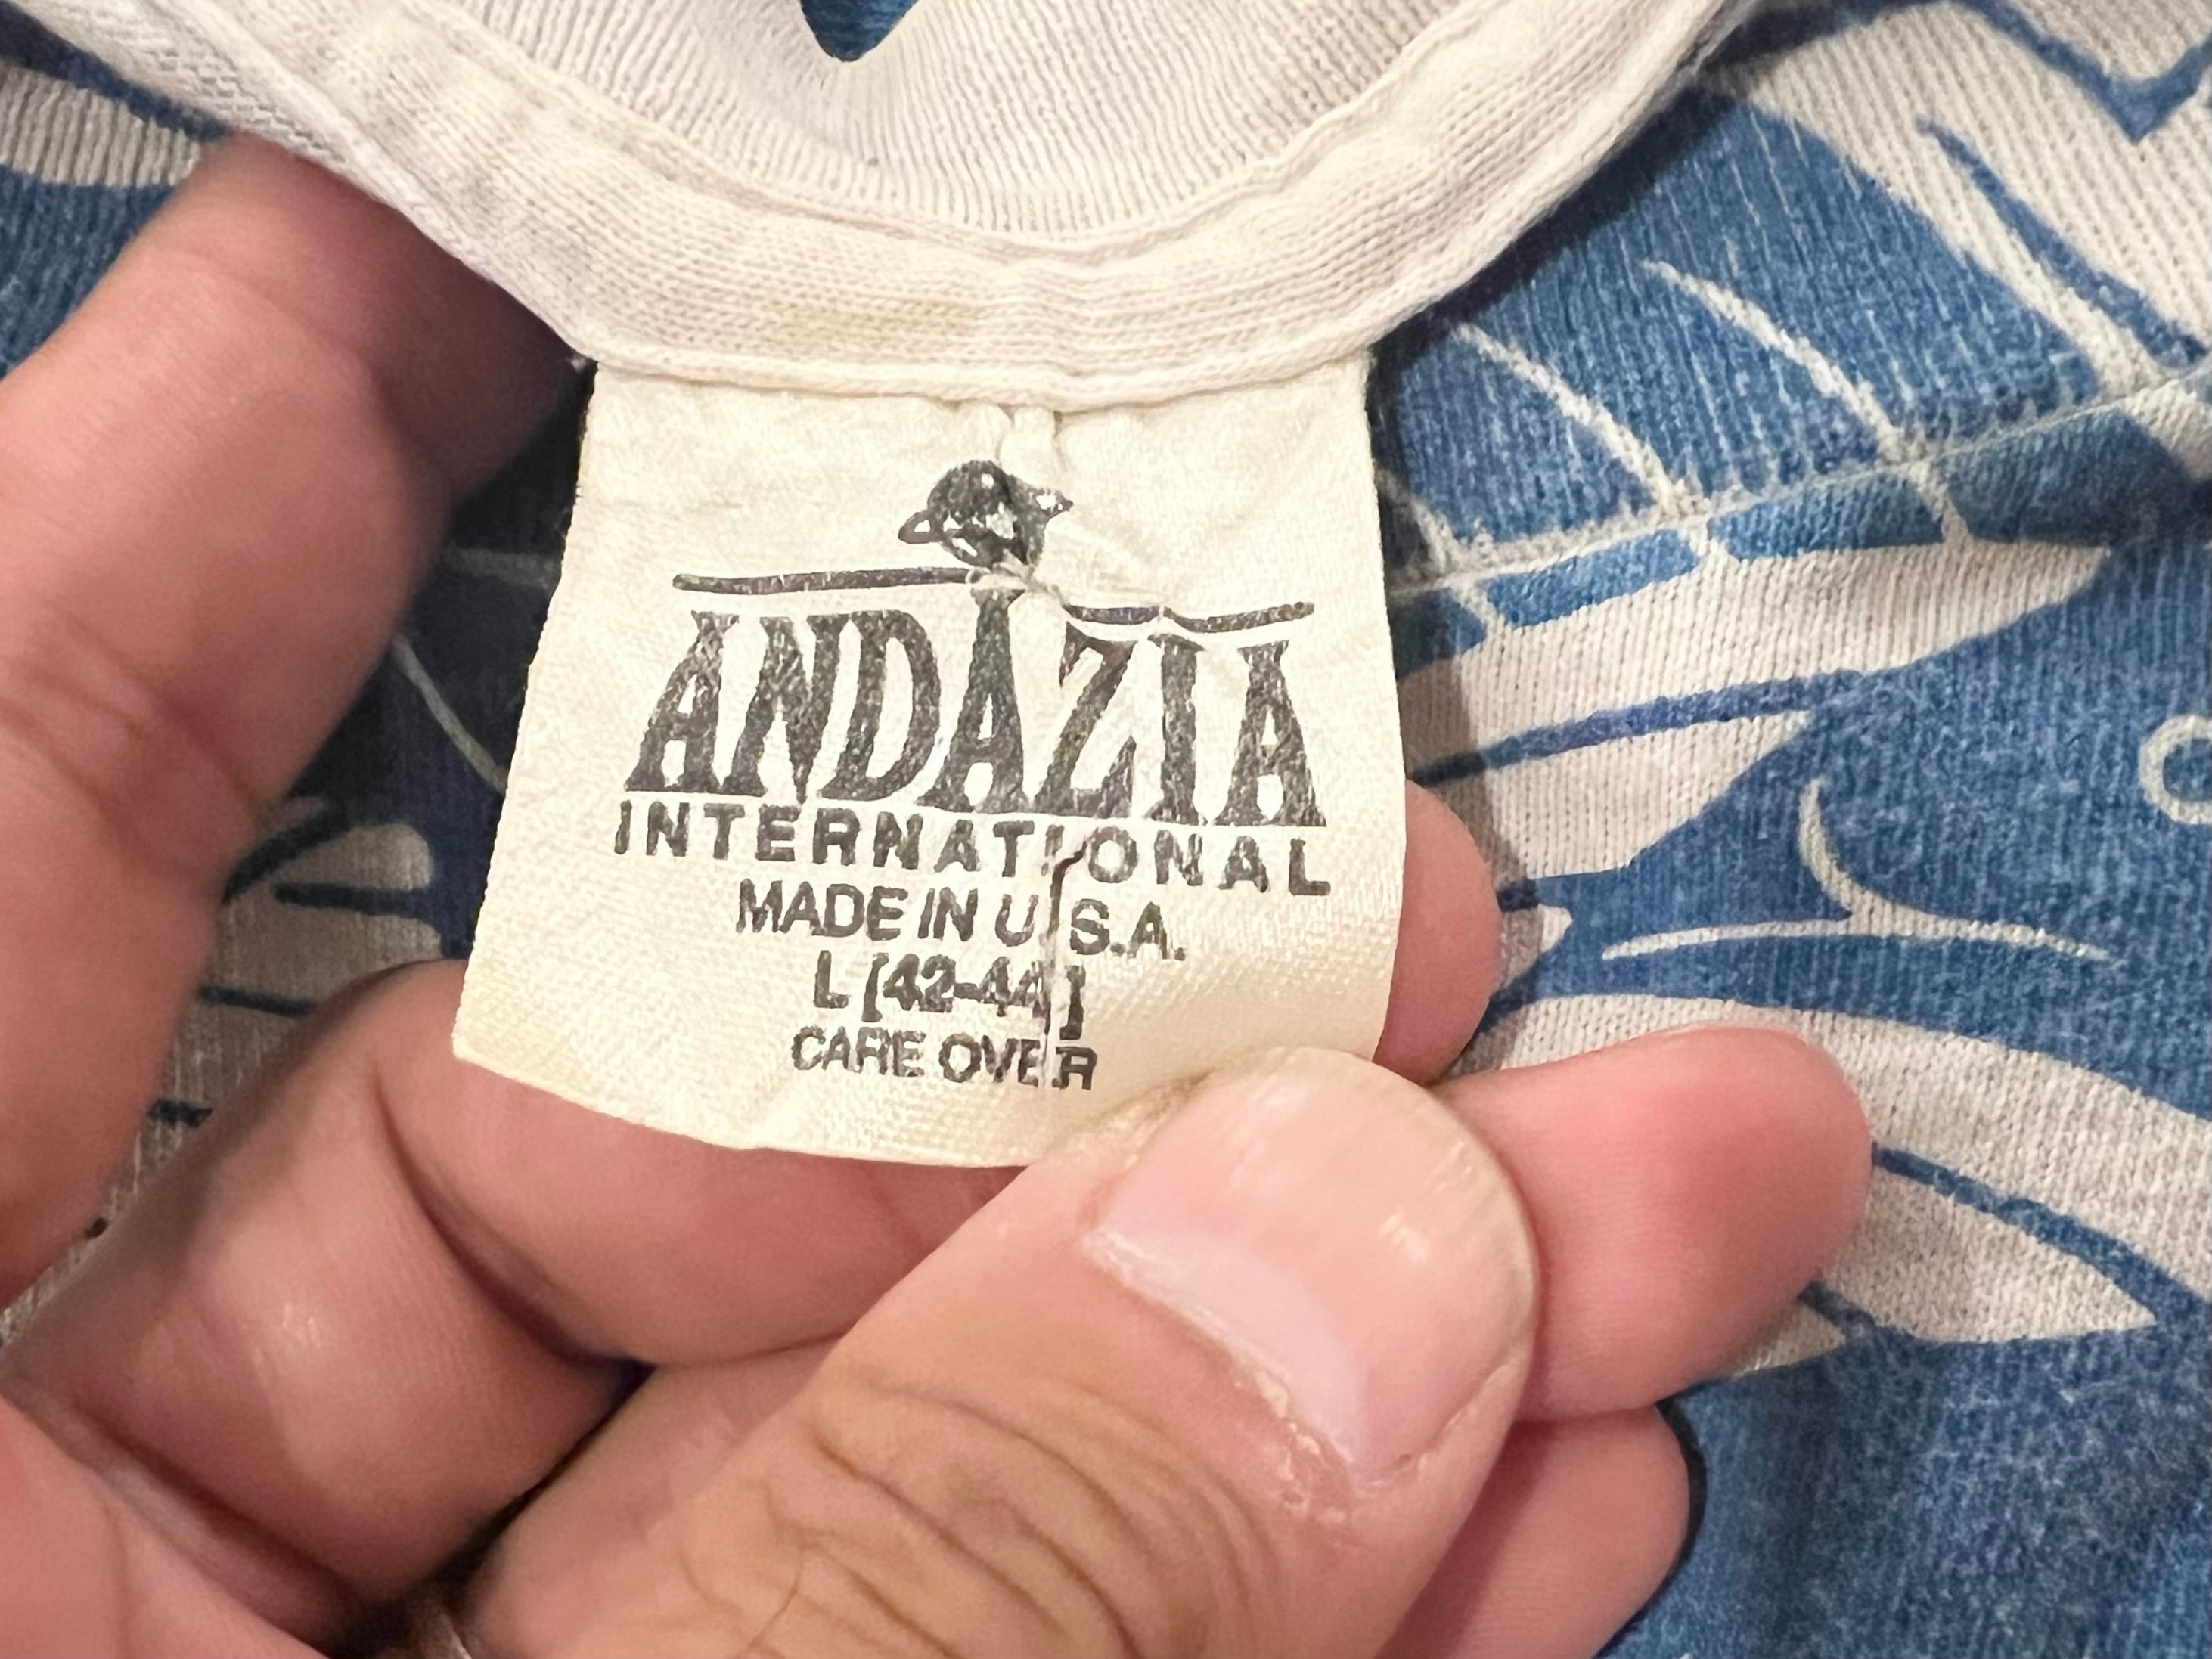 ANDAZIA
INTERNATIONAL
MADE IN U.S.A.
L [42-44]
CARE OVER